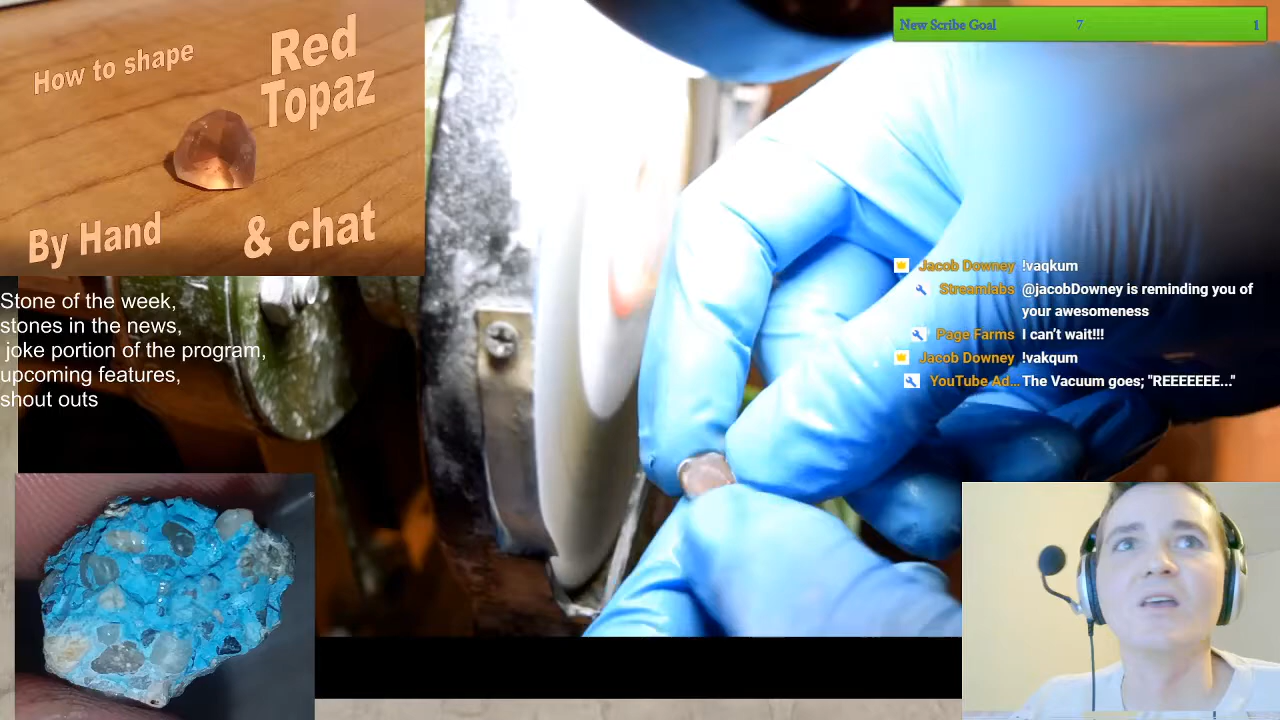 How to shape
Red
Topaz
By Hand
& chat
New Scribe Goal 7 1
Jacob Downey !vaqkum
Streamlabs @jacobDowney is reminding you of
your awesomeness
Page Farms I can't wait!!!
Jacob Downey !vakqum
YouTube Ad... The Vacuum goes; "REEEEEEE..."
Stone of the week,
stones in the news,
joke portion of the program,
upcoming features,
shout outs